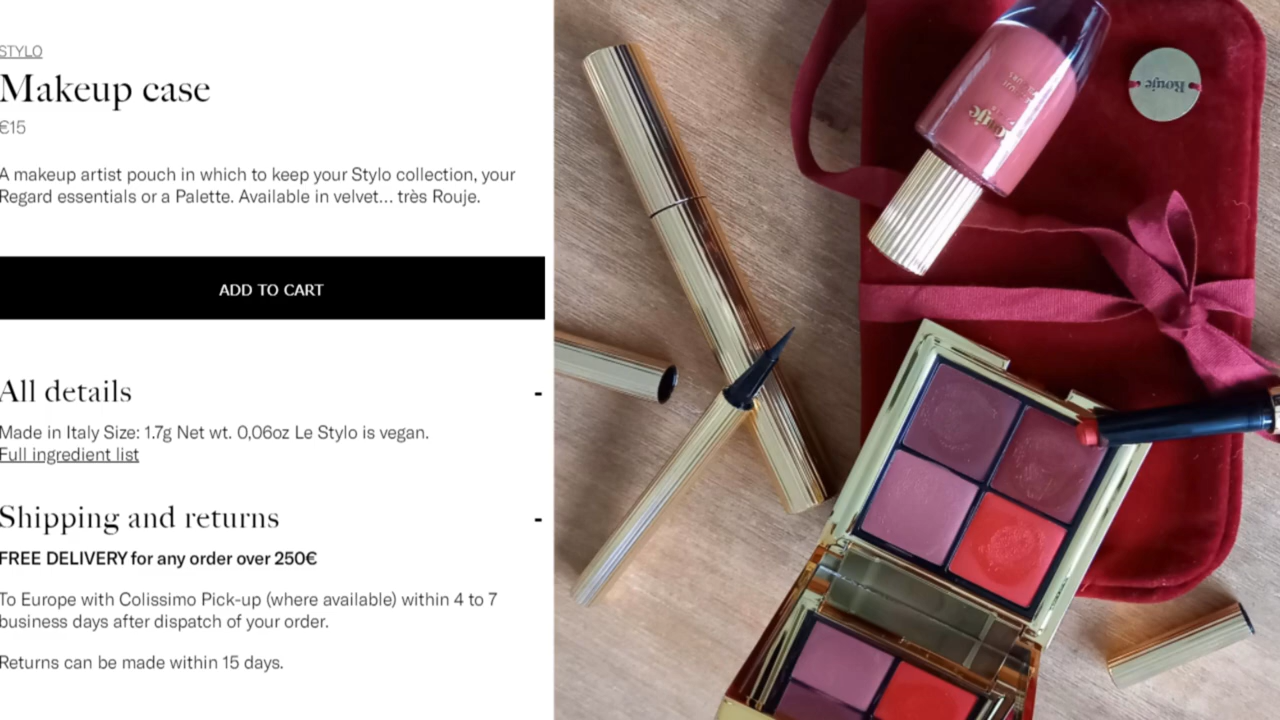 STYLO
Makeup case
€15
A makeup artist pouch in which to keep your Stylo collection, your
Regard essentials or a Palette. Available in velvet... très Rouje.
ADD TO CART
All details
-
Made in Italy Size: 1.7g Net wt. 0,06oz Le Stylo is vegan.
Full ingredient list
Shipping and returns
-
FREE DELIVERY for any order over 250€
To Europe with Colissimo Pick-up (where available) within 4 to 7
business days after dispatch of your order.
Returns can be made within 15 days.
Rouje